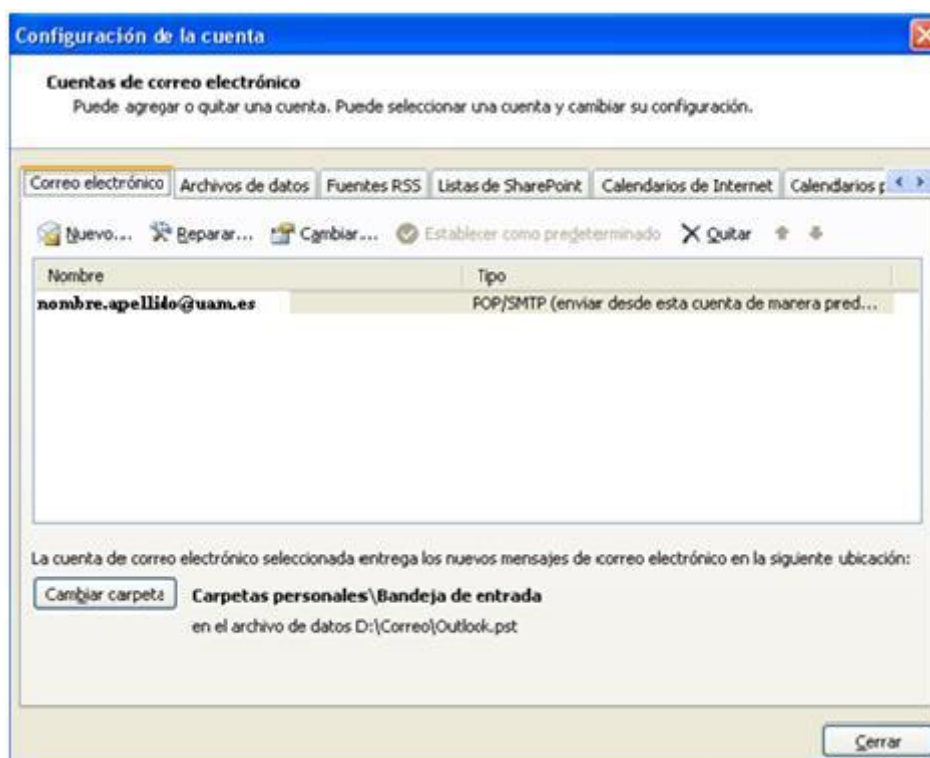 Configuración de la cuenta
Cuentas de correo electrónico
Puede agregar o quitar una cuenta. Puede seleccionar una cuenta y cambiar su configuración.
Correo electrónico Archivos de datos Fuentes RSS Listas de SharePoint Calendarios de Internet Calendarios p
Nuevo... Reparar... Cambiar... Establecer como predeterminado Quitar
Nombre Tipo
nombre.apellido@uam.es POP/SMTP (enviar desde esta cuenta de manera pred...
La cuenta de correo electrónico seleccionada entrega los nuevos mensajes de correo electrónico en la siguiente ubicación:
Cambiar carpeta Carpetas personales\Bandeja de entrada
en el archivo de datos D:\Correo\Outlook.pst
Cerrar